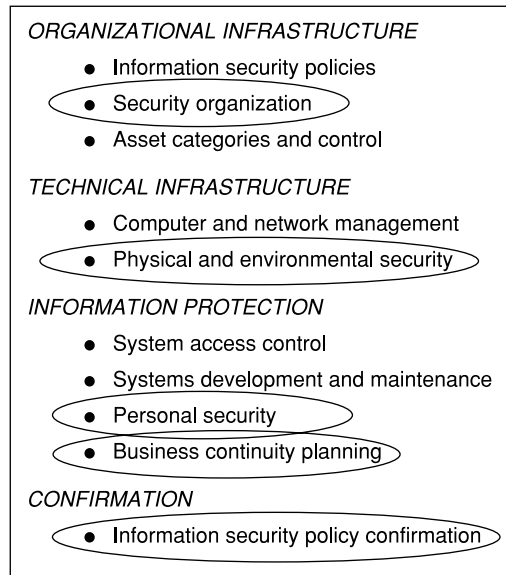 ORGANIZATIONAL INFRASTRUCTURE
● Information security policies
● Security organization
● Asset categories and control
TECHNICAL INFRASTRUCTURE
● Computer and network management
● Physical and environmental security
INFORMATION PROTECTION
● System access control
● Systems development and maintenance
● Personal security
● Business continuity planning
CONFIRMATION
● Information security policy confirmation